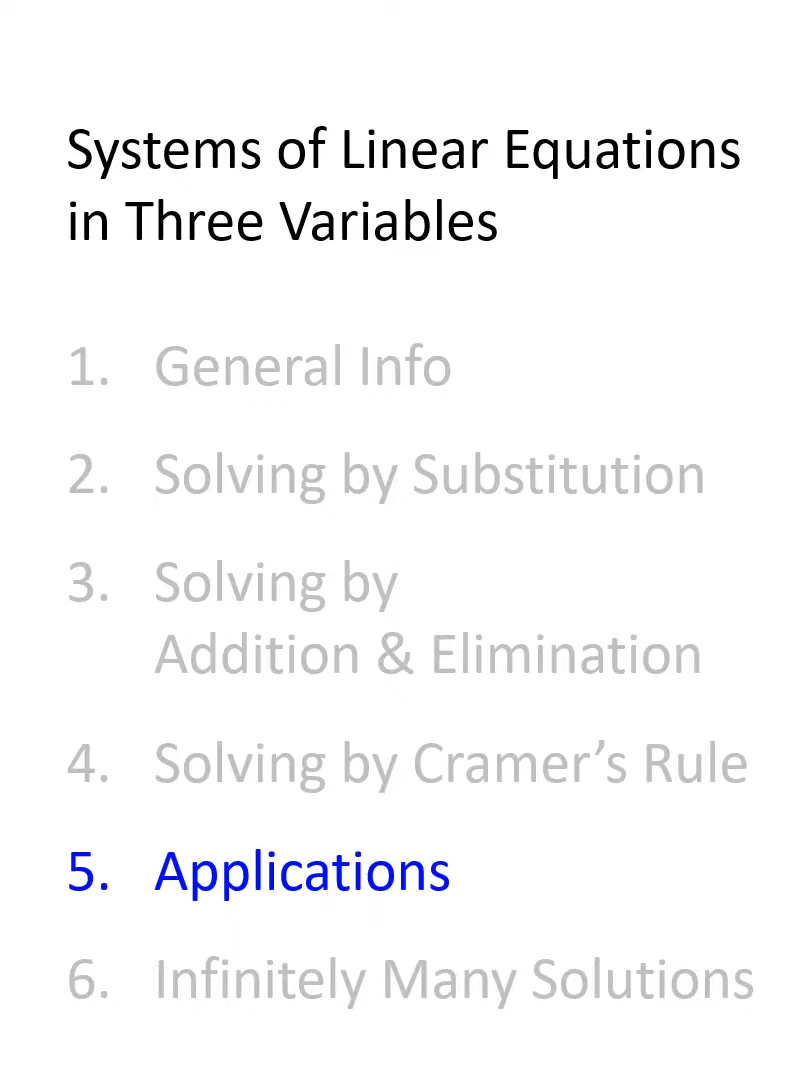 Systems of Linear Equations
in Three Variables
1. General Info
2. Solving by Substitution
3. Solving by
Addition & Elimination
4. Solving by Cramer’s Rule
5. Applications
6. Infinitely Many Solutions